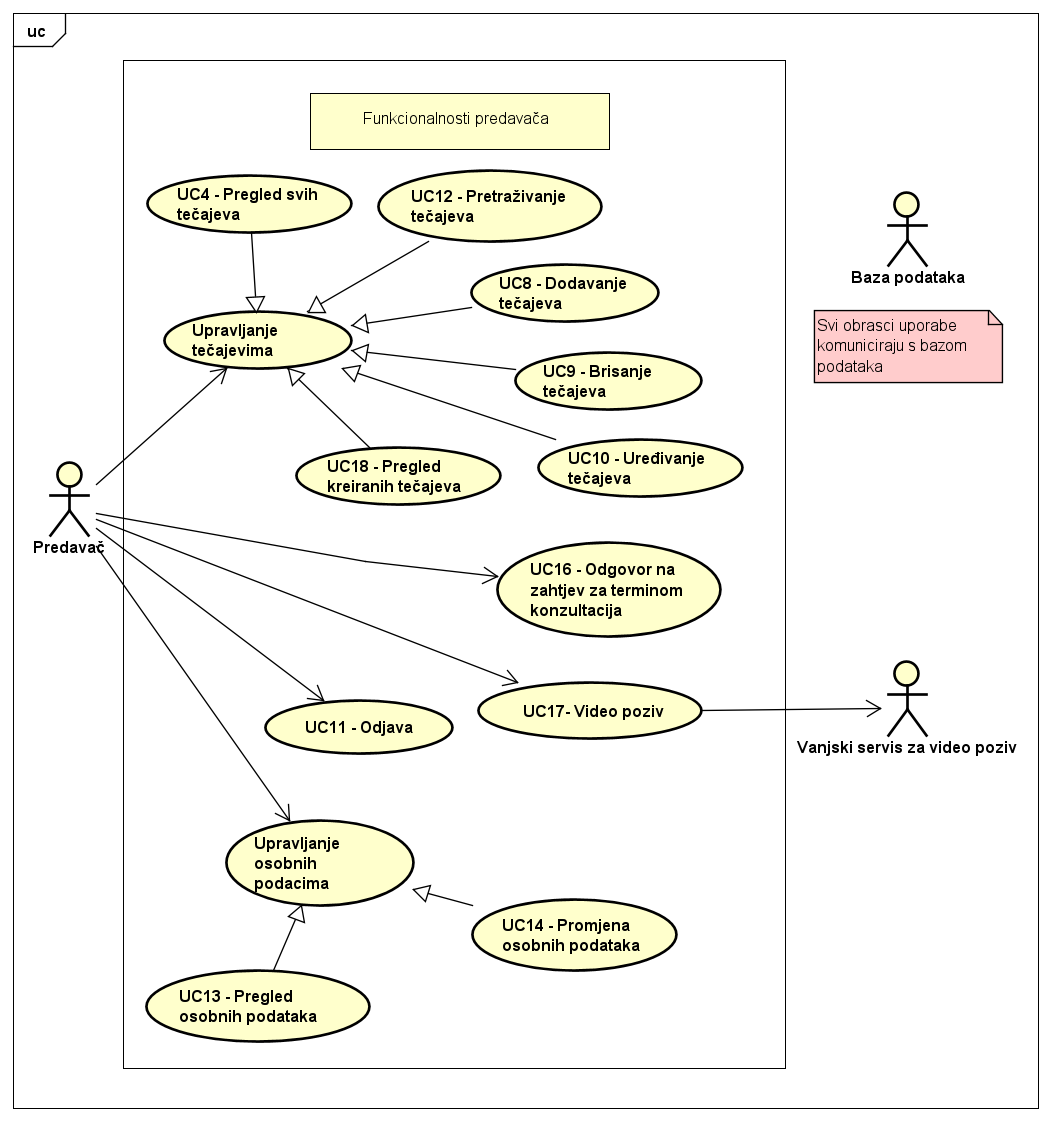 uc
Funkcionalnosti predavača
UC4 - Pregled svih
tečajeva
UC12 - Pretraživanje
tečajeva
UC8 - Dodavanje
tečajeva
Baza podataka
Upravljanje
tečajevima
Svi obrasci uporabe
komuniciraju s bazom
podataka
UC9 - Brisanje
tečajeva
UC18 - Pregled
kreiranih tečajeva
UC10 - Uređivanje
tečajeva
Predavač
UC16 - Odgovor na
zahtjev za terminom
konzultacija
UC11 - Odjava
UC17- Video poziv
Vanjski servis za video poziv
Upravljanje
osobnih
podacima
UC14 - Promjena
osobnih podataka
UC13 - Pregled
osobnih podataka